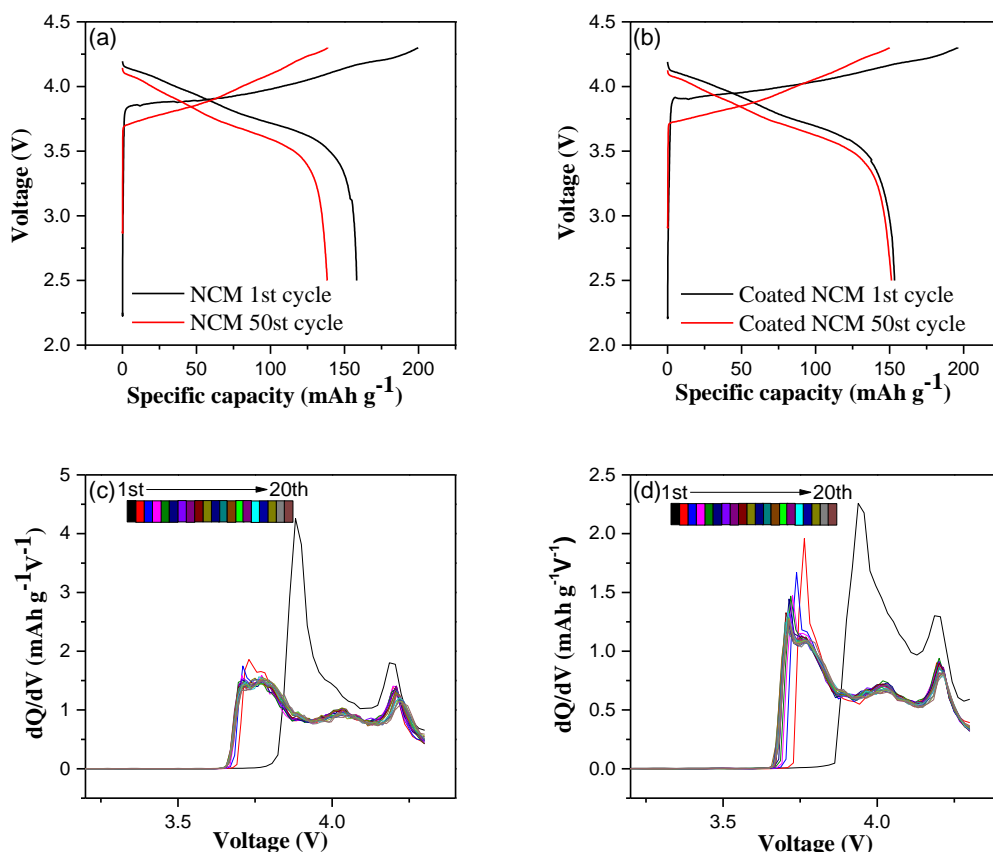 (a)
4.5
4.0
3.5
3.0
2.5
2.0
Voltage (V)
NCM 1st cycle
NCM 50st cycle
0 50 100 150 200
Specific capacity (mAh g-1)
(b)
4.5
4.0
3.5
3.0
2.5
2.0
Voltage (V)
Coated NCM 1st cycle
Coated NCM 50st cycle
0 50 100 150 200
Specific capacity (mAh g-1)
(c)
1st 20th
5
4
3
2
1
0
dQ/dV (mAh g-1V-1)
3.5 4.0
Voltage (V)
(d)
1st 20th
2.5
2.0
1.5
1.0
0.5
0.0
dQ/dV (mAh g-1V-1)
3.5 4.0
Voltage (V)